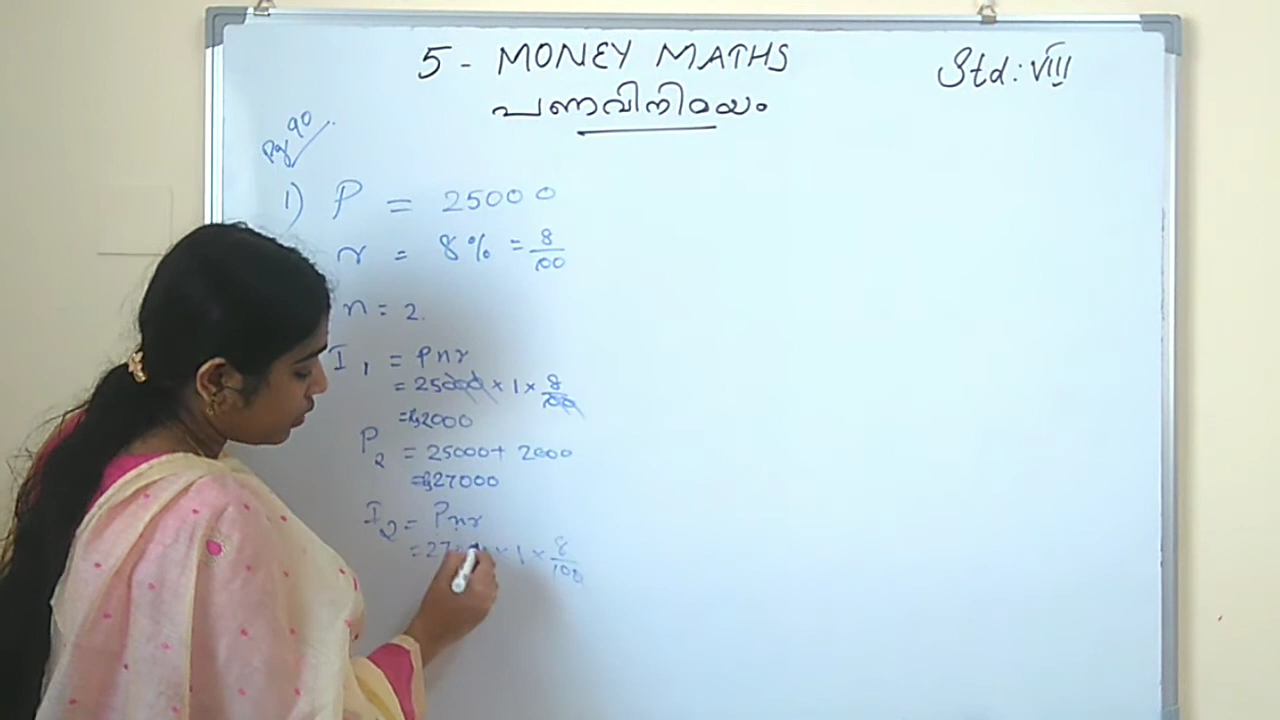 5 - MONEY MATHS
Std: VIII
പണവിനിമയം
Pg 90
1) P = 25000
r = 8% = 8/100
n = 2.
I1 = Pnr
= 25000 × 1 × 8/100
= ₹2000
P2 = 25000 + 2000
= ₹27000
I2 = Pnr
= 27 × 1 × 8/100